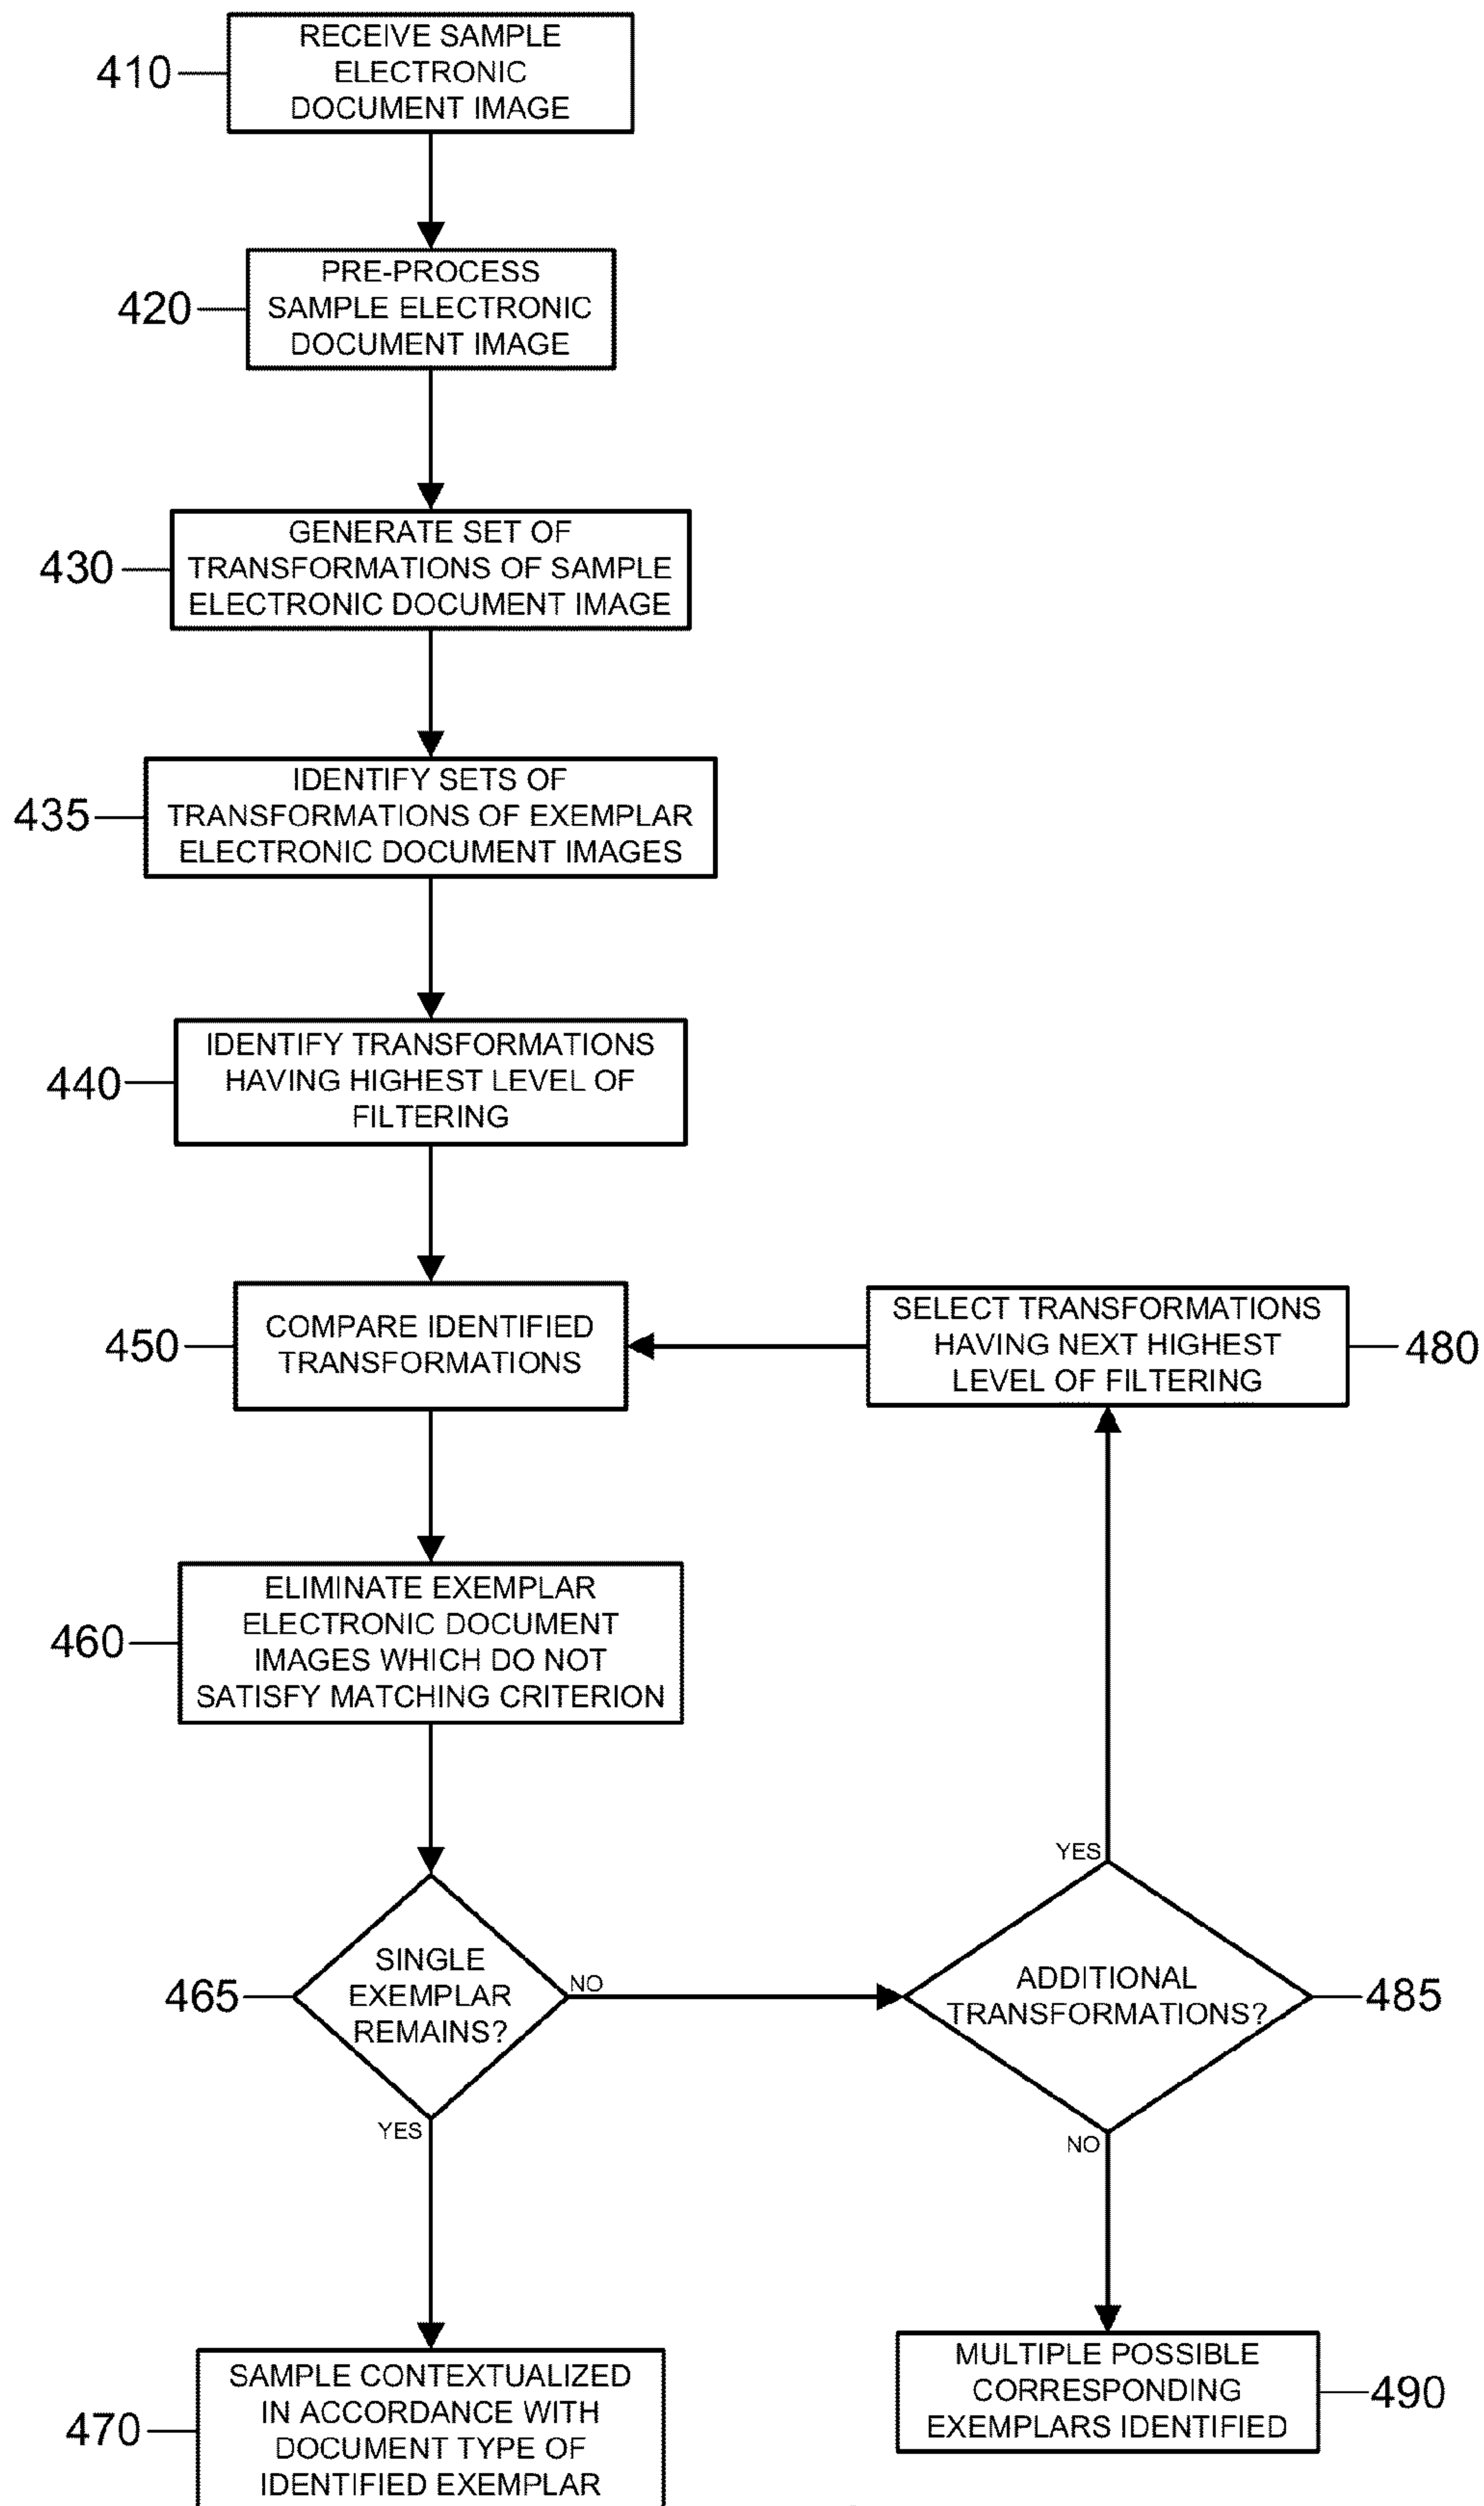 410
RECEIVE SAMPLE
ELECTRONIC
DOCUMENT IMAGE
420
PRE-PROCESS
SAMPLE ELECTRONIC
DOCUMENT IMAGE
430
GENERATE SET OF
TRANSFORMATIONS OF SAMPLE
ELECTRONIC DOCUMENT IMAGE
435
IDENTIFY SETS OF
TRANSFORMATIONS OF EXEMPLAR
ELECTRONIC DOCUMENT IMAGES
440
IDENTIFY TRANSFORMATIONS
HAVING HIGHEST LEVEL OF
FILTERING
450
COMPARE IDENTIFIED
TRANSFORMATIONS
SELECT TRANSFORMATIONS
HAVING NEXT HIGHEST
LEVEL OF FILTERING
480
460
ELIMINATE EXEMPLAR
ELECTRONIC DOCUMENT
IMAGES WHICH DO NOT
SATISFY MATCHING CRITERION
465
SINGLE
EXEMPLAR
REMAINS?
NO
YES
YES
ADDITIONAL
TRANSFORMATIONS?
485
NO
470
SAMPLE CONTEXTUALIZED
IN ACCORDANCE WITH
DOCUMENT TYPE OF
IDENTIFIED EXEMPLAR
MULTIPLE POSSIBLE
CORRESPONDING
EXEMPLARS IDENTIFIED
490